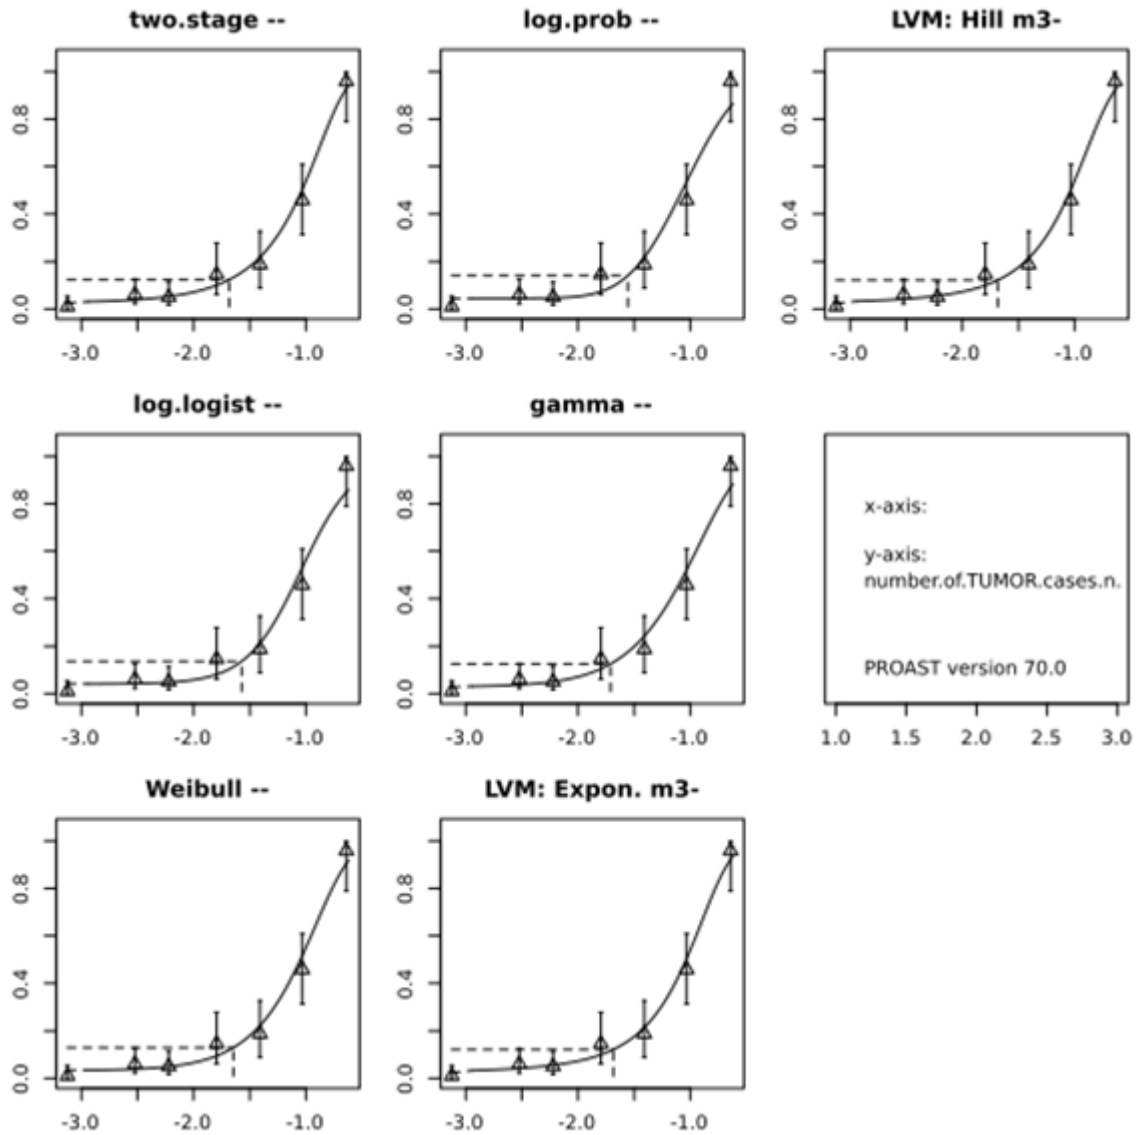 two.stage --
log.prob --
LVM: Hill m3-
0.8
0.4
0.0
-3.0 -2.0 -1.0
0.8
0.4
0.0
-3.0 -2.0 -1.0
0.8
0.4
0.0
-3.0 -2.0 -1.0
log.logist --
gamma --
0.8
0.4
0.0
-3.0 -2.0 -1.0
0.8
0.4
0.0
-3.0 -2.0 -1.0
x-axis:
y-axis:
number.of.TUMOR.cases.n.
PROAST version 70.0
1.0 1.5 2.0 2.5 3.0
Weibull --
LVM: Expon. m3-
0.8
0.4
0.0
-3.0 -2.0 -1.0
0.8
0.4
0.0
-3.0 -2.0 -1.0